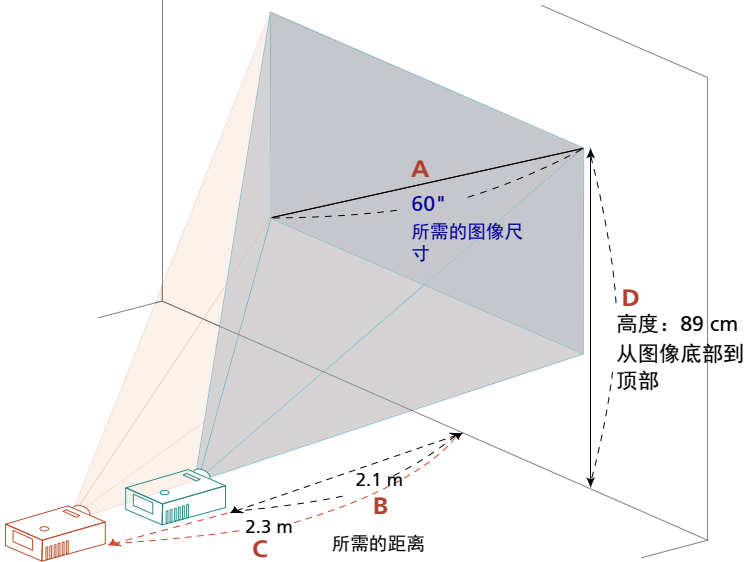 A
60"
所需的图像尺
寸
D
高度：89 cm
从图像底部到
顶部
2.1 m
B
2.3 m
C
所需的距离